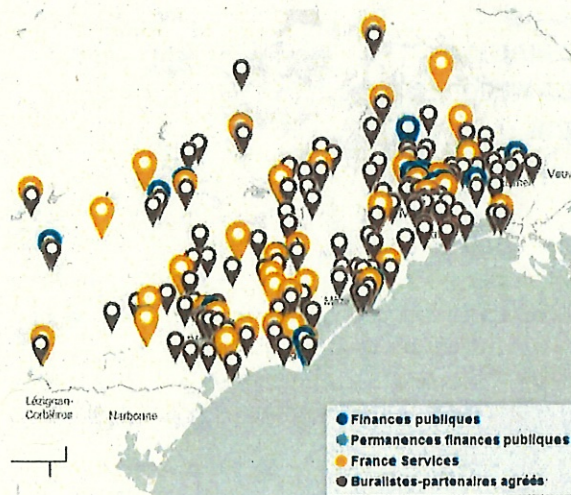 Lézignan-
Corbières
Narbonne
Finances publiques
Permanences finances publiques
France Services
Buralistes-partenaires agréés